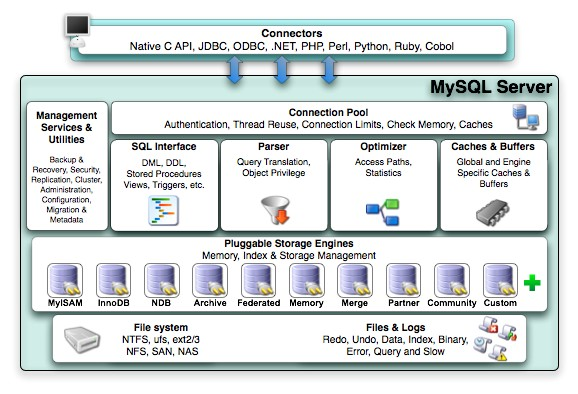 Connectors
Native C API, JDBC, ODBC, .NET, PHP, Perl, Python, Ruby, Cobol
MySQL Server
Management
Services &
Utilities
Backup &
Recovery, Security,
Replication, Cluster,
Administration,
Configuration,
Migration &
Metadata
Connection Pool
Authentication, Thread Reuse, Connection Limits, Check Memory, Caches
SQL Interface
DML, DDL,
Stored Procedures
Views, Triggers, etc.
Parser
Query Translation,
Object Privilege
Optimizer
Access Paths,
Statistics
Caches & Buffers
Global and Engine
Specific Caches &
Buffers
Pluggable Storage Engines
Memory, Index & Storage Management
MyISAM
InnoDB
NDB
Archive
Federated
Memory
Merge
Partner
Community
Custom
File system
NTFS, ufs, ext2/3
NFS, SAN, NAS
Files & Logs
Redo, Undo, Data, Index, Binary,
Error, Query and Slow